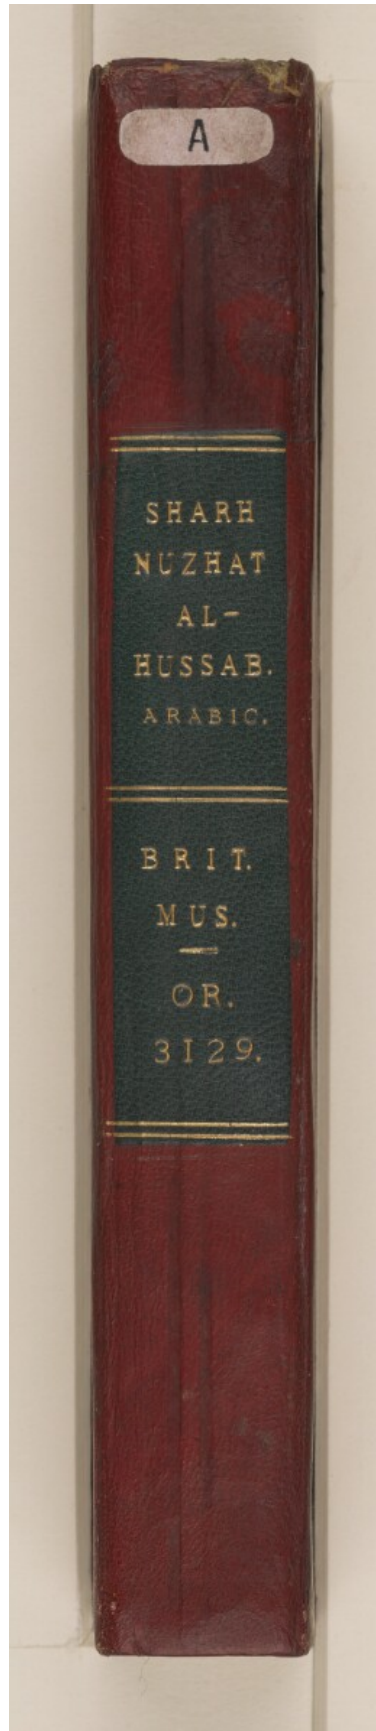 A
SHARH
NUZHAT
AL-
HUSSAB.
ARABIC.
BRIT.
MUS.
OR.
3129.